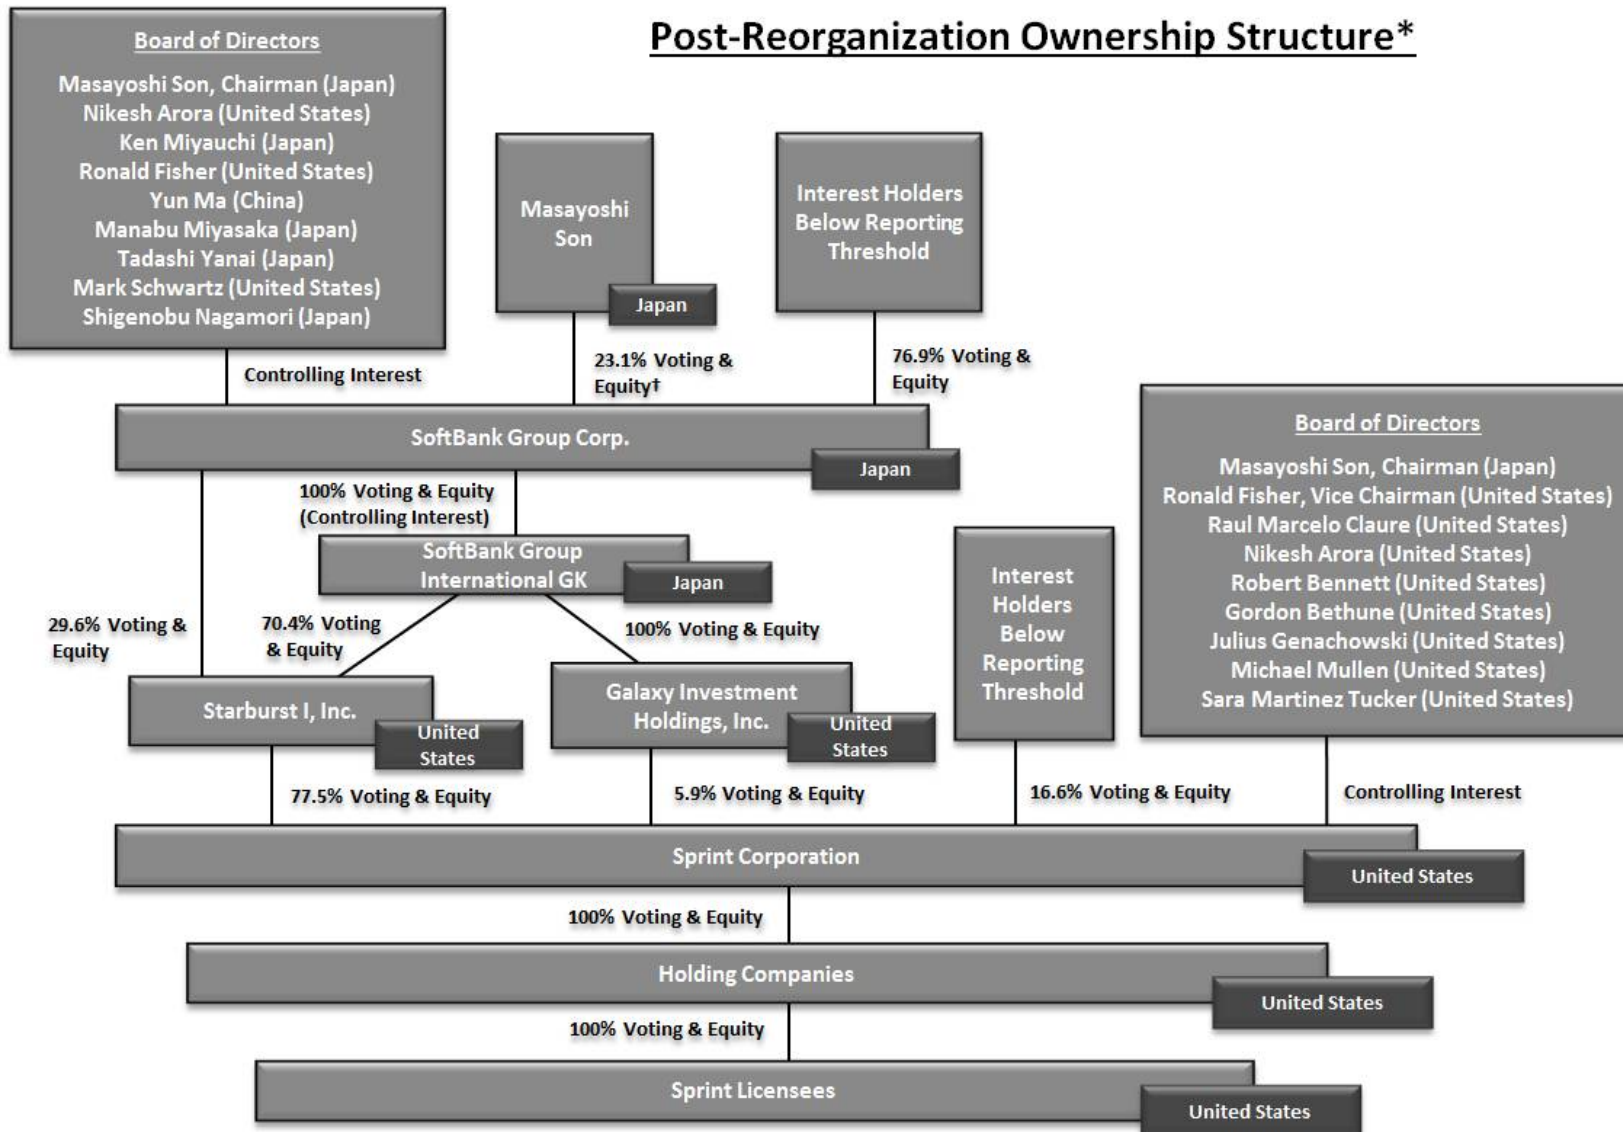 Post-Reorganization Ownership Structure*
Board of Directors
Masayoshi Son, Chairman (Japan)
Nikesh Arora (United States)
Ken Miyauchi (Japan)
Ronald Fisher (United States)
Yun Ma (China)
Manabu Miyasaka (Japan)
Tadashi Yanai (Japan)
Mark Schwartz (United States)
Shigenobu Nagamori (Japan)
Masayoshi
Son
Japan
Interest Holders
Below Reporting
Threshold
Controlling Interest
23.1% Voting &
Equity†
76.9% Voting &
Equity
SoftBank Group Corp.
Japan
100% Voting & Equity
(Controlling Interest)
SoftBank Group
International GK
Japan
29.6% Voting &
Equity
70.4% Voting
& Equity
100% Voting & Equity
Starburst I, Inc.
United
States
Galaxy Investment
Holdings, Inc.
United
States
Interest
Holders
Below
Reporting
Threshold
Board of Directors
Masayoshi Son, Chairman (Japan)
Ronald Fisher, Vice Chairman (United States)
Raul Marcelo Claure (United States)
Nikesh Arora (United States)
Robert Bennett (United States)
Gordon Bethune (United States)
Julius Genachowski (United States)
Michael Mullen (United States)
Sara Martinez Tucker (United States)
77.5% Voting & Equity
5.9% Voting & Equity
16.6% Voting & Equity
Controlling Interest
Sprint Corporation
United States
100% Voting & Equity
Holding Companies
United States
100% Voting & Equity
Sprint Licensees
United States